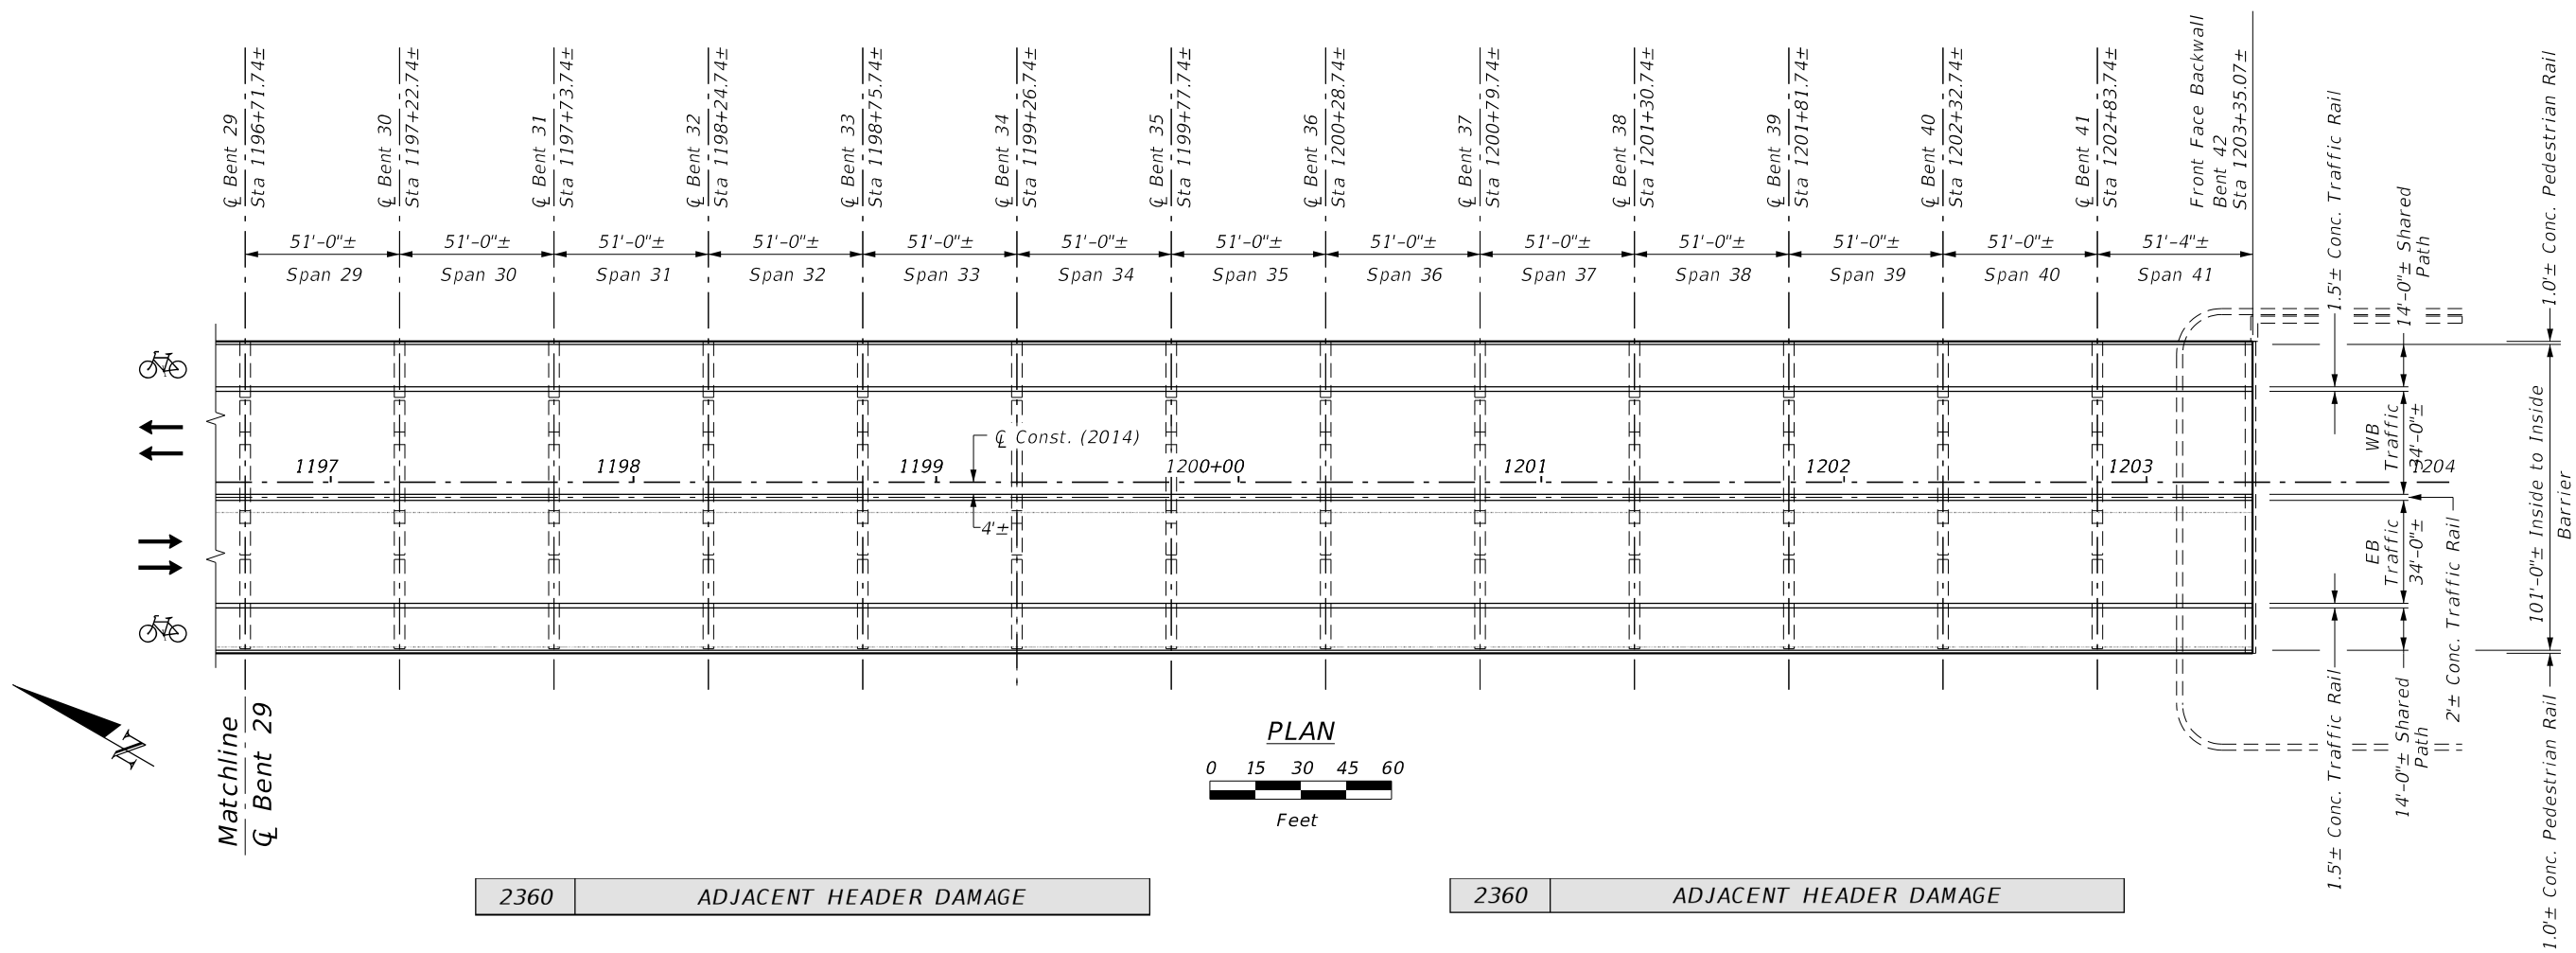 ℄ Bent 29
Sta 1196+71.74±
℄ Bent 30
Sta 1197+22.74±
℄ Bent 31
Sta 1197+73.74±
℄ Bent 32
Sta 1198+24.74±
℄ Bent 33
Sta 1198+75.74±
℄ Bent 34
Sta 1199+26.74±
℄ Bent 35
Sta 1199+77.74±
℄ Bent 36
Sta 1200+28.74±
℄ Bent 37
Sta 1200+79.74±
℄ Bent 38
Sta 1201+30.74±
℄ Bent 39
Sta 1201+81.74±
℄ Bent 40
Sta 1202+32.74±
℄ Bent 41
Sta 1202+83.74±
Front Face Backwall
Bent 42
Sta 1203+35.07±
51'-0"±
Span 29
51'-0"±
Span 30
51'-0"±
Span 31
51'-0"±
Span 32
51'-0"±
Span 33
51'-0"±
Span 34
51'-0"±
Span 35
51'-0"±
Span 36
51'-0"±
Span 37
51'-0"±
Span 38
51'-0"±
Span 39
51'-0"±
Span 40
51'-4"±
Span 41
1.5'± Conc. Traffic Rail
14'-0"± Shared
Path
1.0'± Conc. Pedestrian Rail
℄ Const. (2014)
1197
1198
1199
1200+00
1201
1202
1203
1204
4'±
WB
Traffic
34'-0"±
EB
Traffic
34'-0"±
101'-0"± Inside to Inside
Barrier
2'± Conc. Traffic Rail
1.5'± Conc. Traffic Rail
14'-0"± Shared
Path
1.0'± Conc. Pedestrian Rail
N
Matchline
℄ Bent 29
PLAN
0 15 30 45 60
Feet
2360 ADJACENT HEADER DAMAGE
2360 ADJACENT HEADER DAMAGE